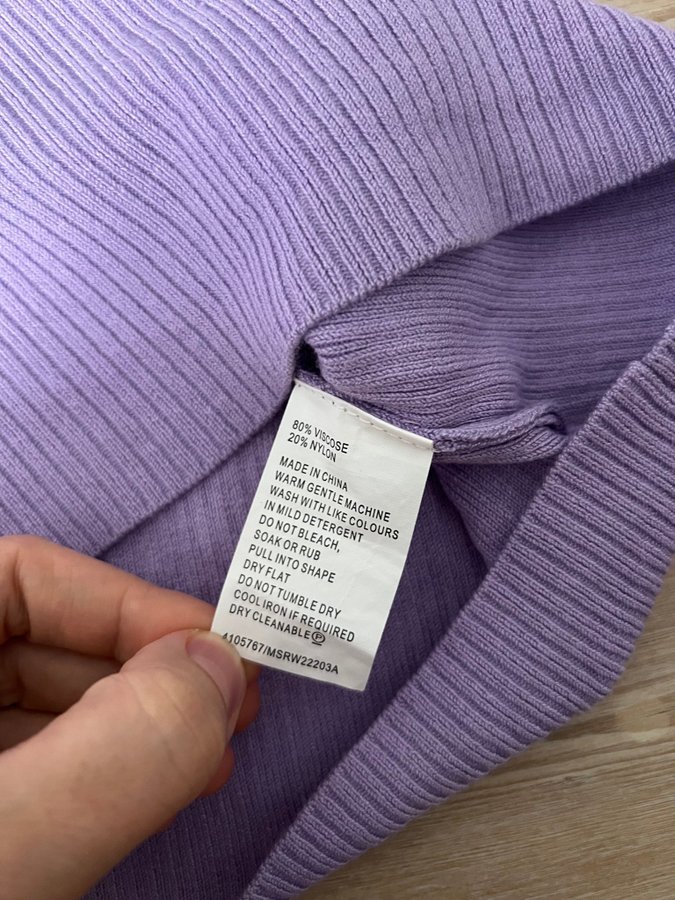 80% VISCOSE
20% NYLON
MADE IN CHINA
WARM GENTLE MACHINE
WASH WITH LIKE COLOURS
IN MILD DETERGENT
DO NOT BLEACH,
SOAK OR RUB
PULL INTO SHAPE
DRY FLAT
DO NOT TUMBLE DRY
COOL IRON IF REQUIRED
DRY CLEANABLE Ⓟ
4105767/MSRW22203A